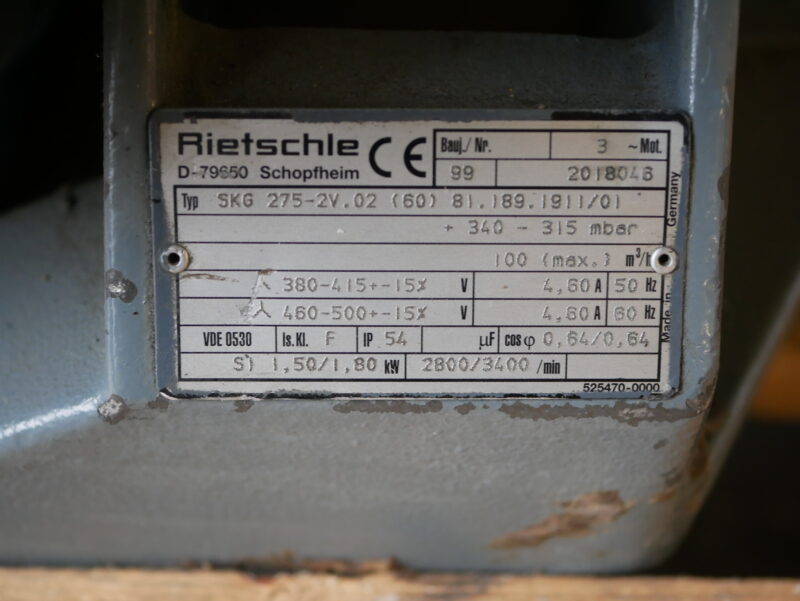 Rietschle CE Bauj./Nr. 3 ~Mot.
D-79650 Schopfheim 99 2018046
Typ SKG 275-2V.02 (60) 81.189.1911/01
+ 340 - 315 mbar
100 (max.) m³/h
380-415+-15% V 4,60 A 50 Hz
460-500+-15% V 4,60 A 60 Hz
VDE 0530 Is.Kl. F IP 54 µF cos φ 0,64/0,64
S1 1,50/1,80 kW 2800/3400 /min
525470-0000
Made in Germany